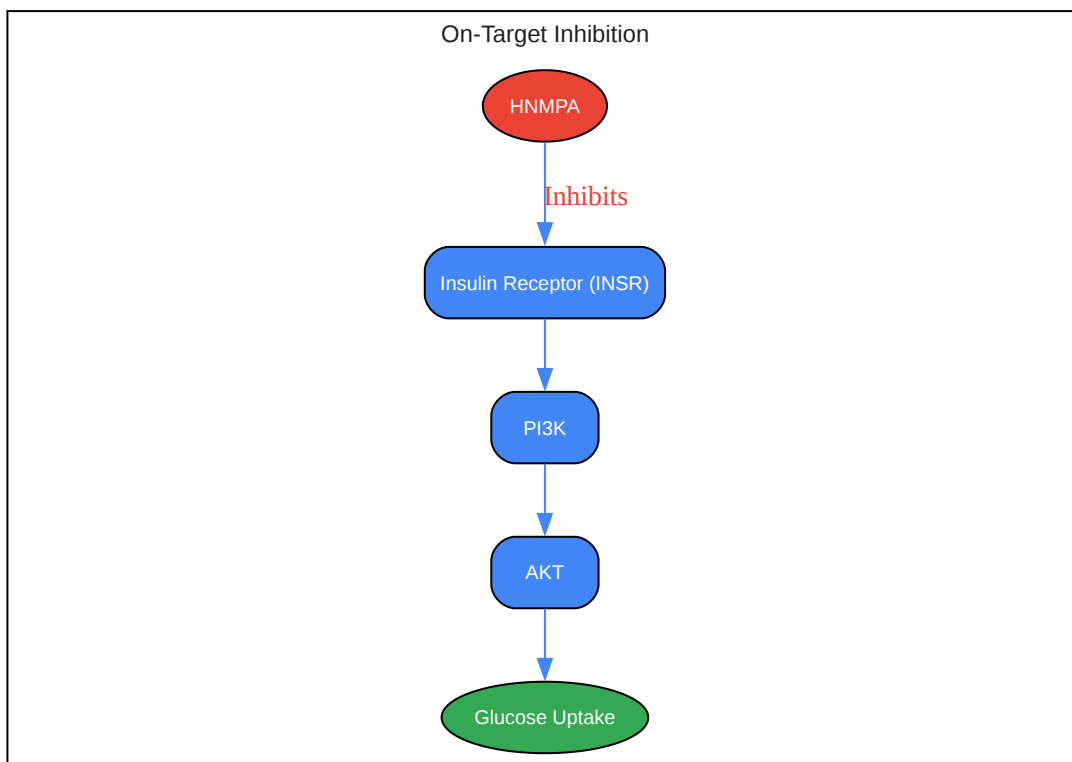 On-Target Inhibition
HNMPA
Inhibits
Insulin Receptor (INSR)
PI3K
AKT
Glucose Uptake